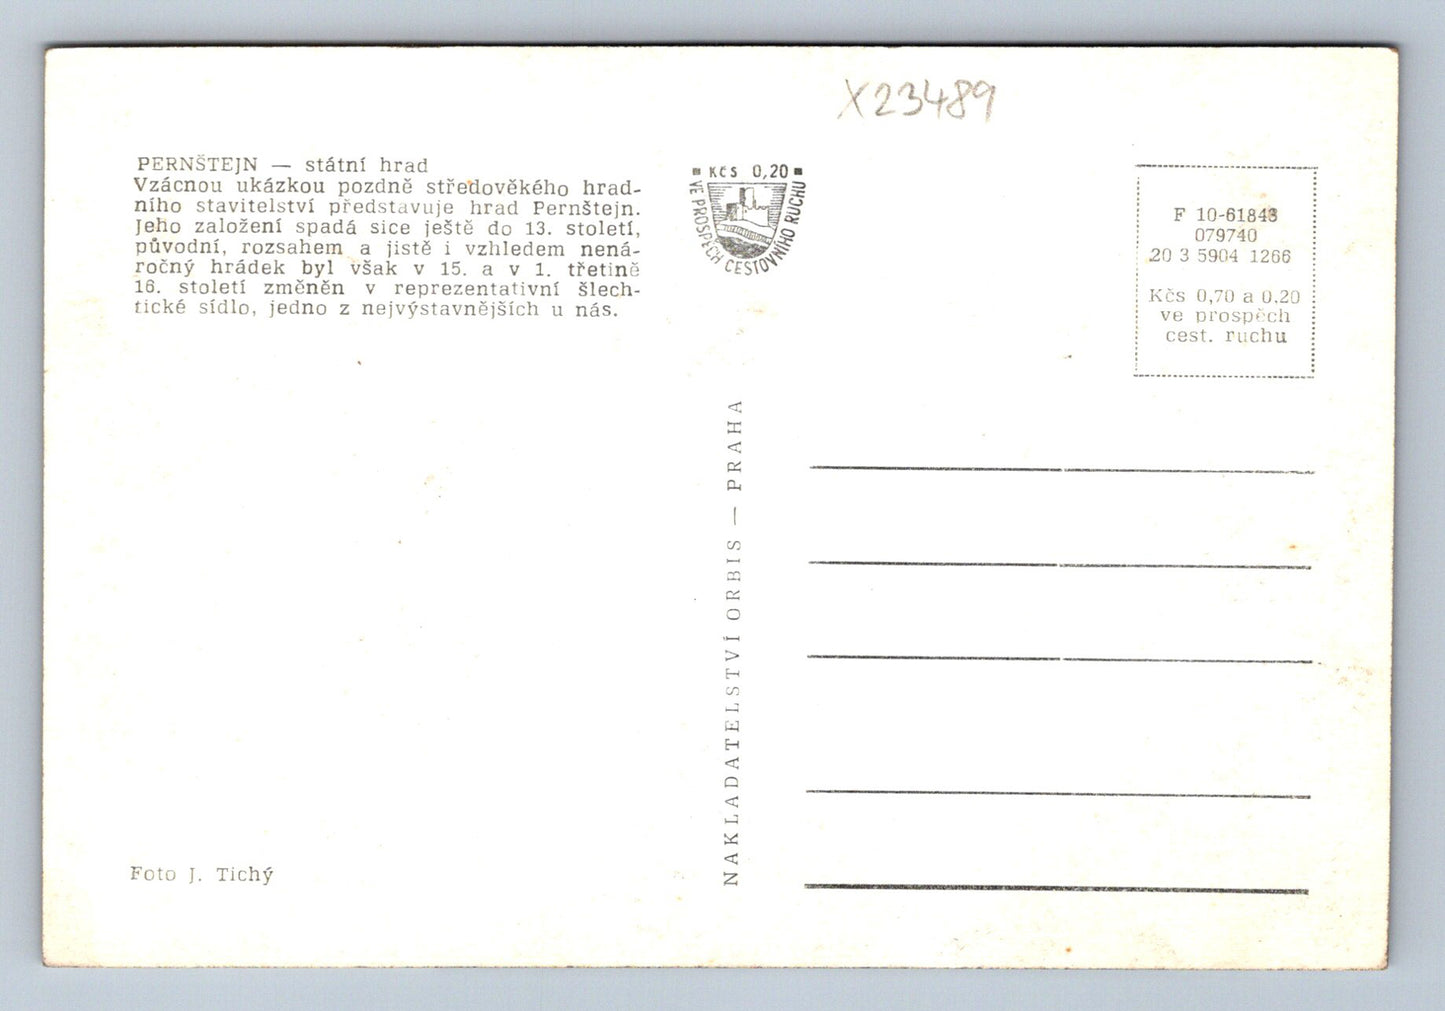 X23489
PERNŠTEJN — státní hrad
Vzácnou ukázkou pozdně středověkého hrad-
ního stavitelství představuje hrad Pernštejn.
Jeho založení spadá sice ještě do 13. století,
původní, rozsahem a jistě i vzhledem nená-
ročný hrádek byl však v 15. a v 1. třetině
16. století změněn v reprezentativní šlech-
tické sídlo, jedno z nejvýstavnějších u nás.
Kčs 0,20
VE PROSPĚCH CESTOVNÍHO RUCHU
F 10-61843
079740
20 3 5904 1266
Kčs 0,70 a 0,20
ve prospěch
cest. ruchu
NAKLADATELSTVÍ ORBIS — PRAHA
Foto J. Tichý